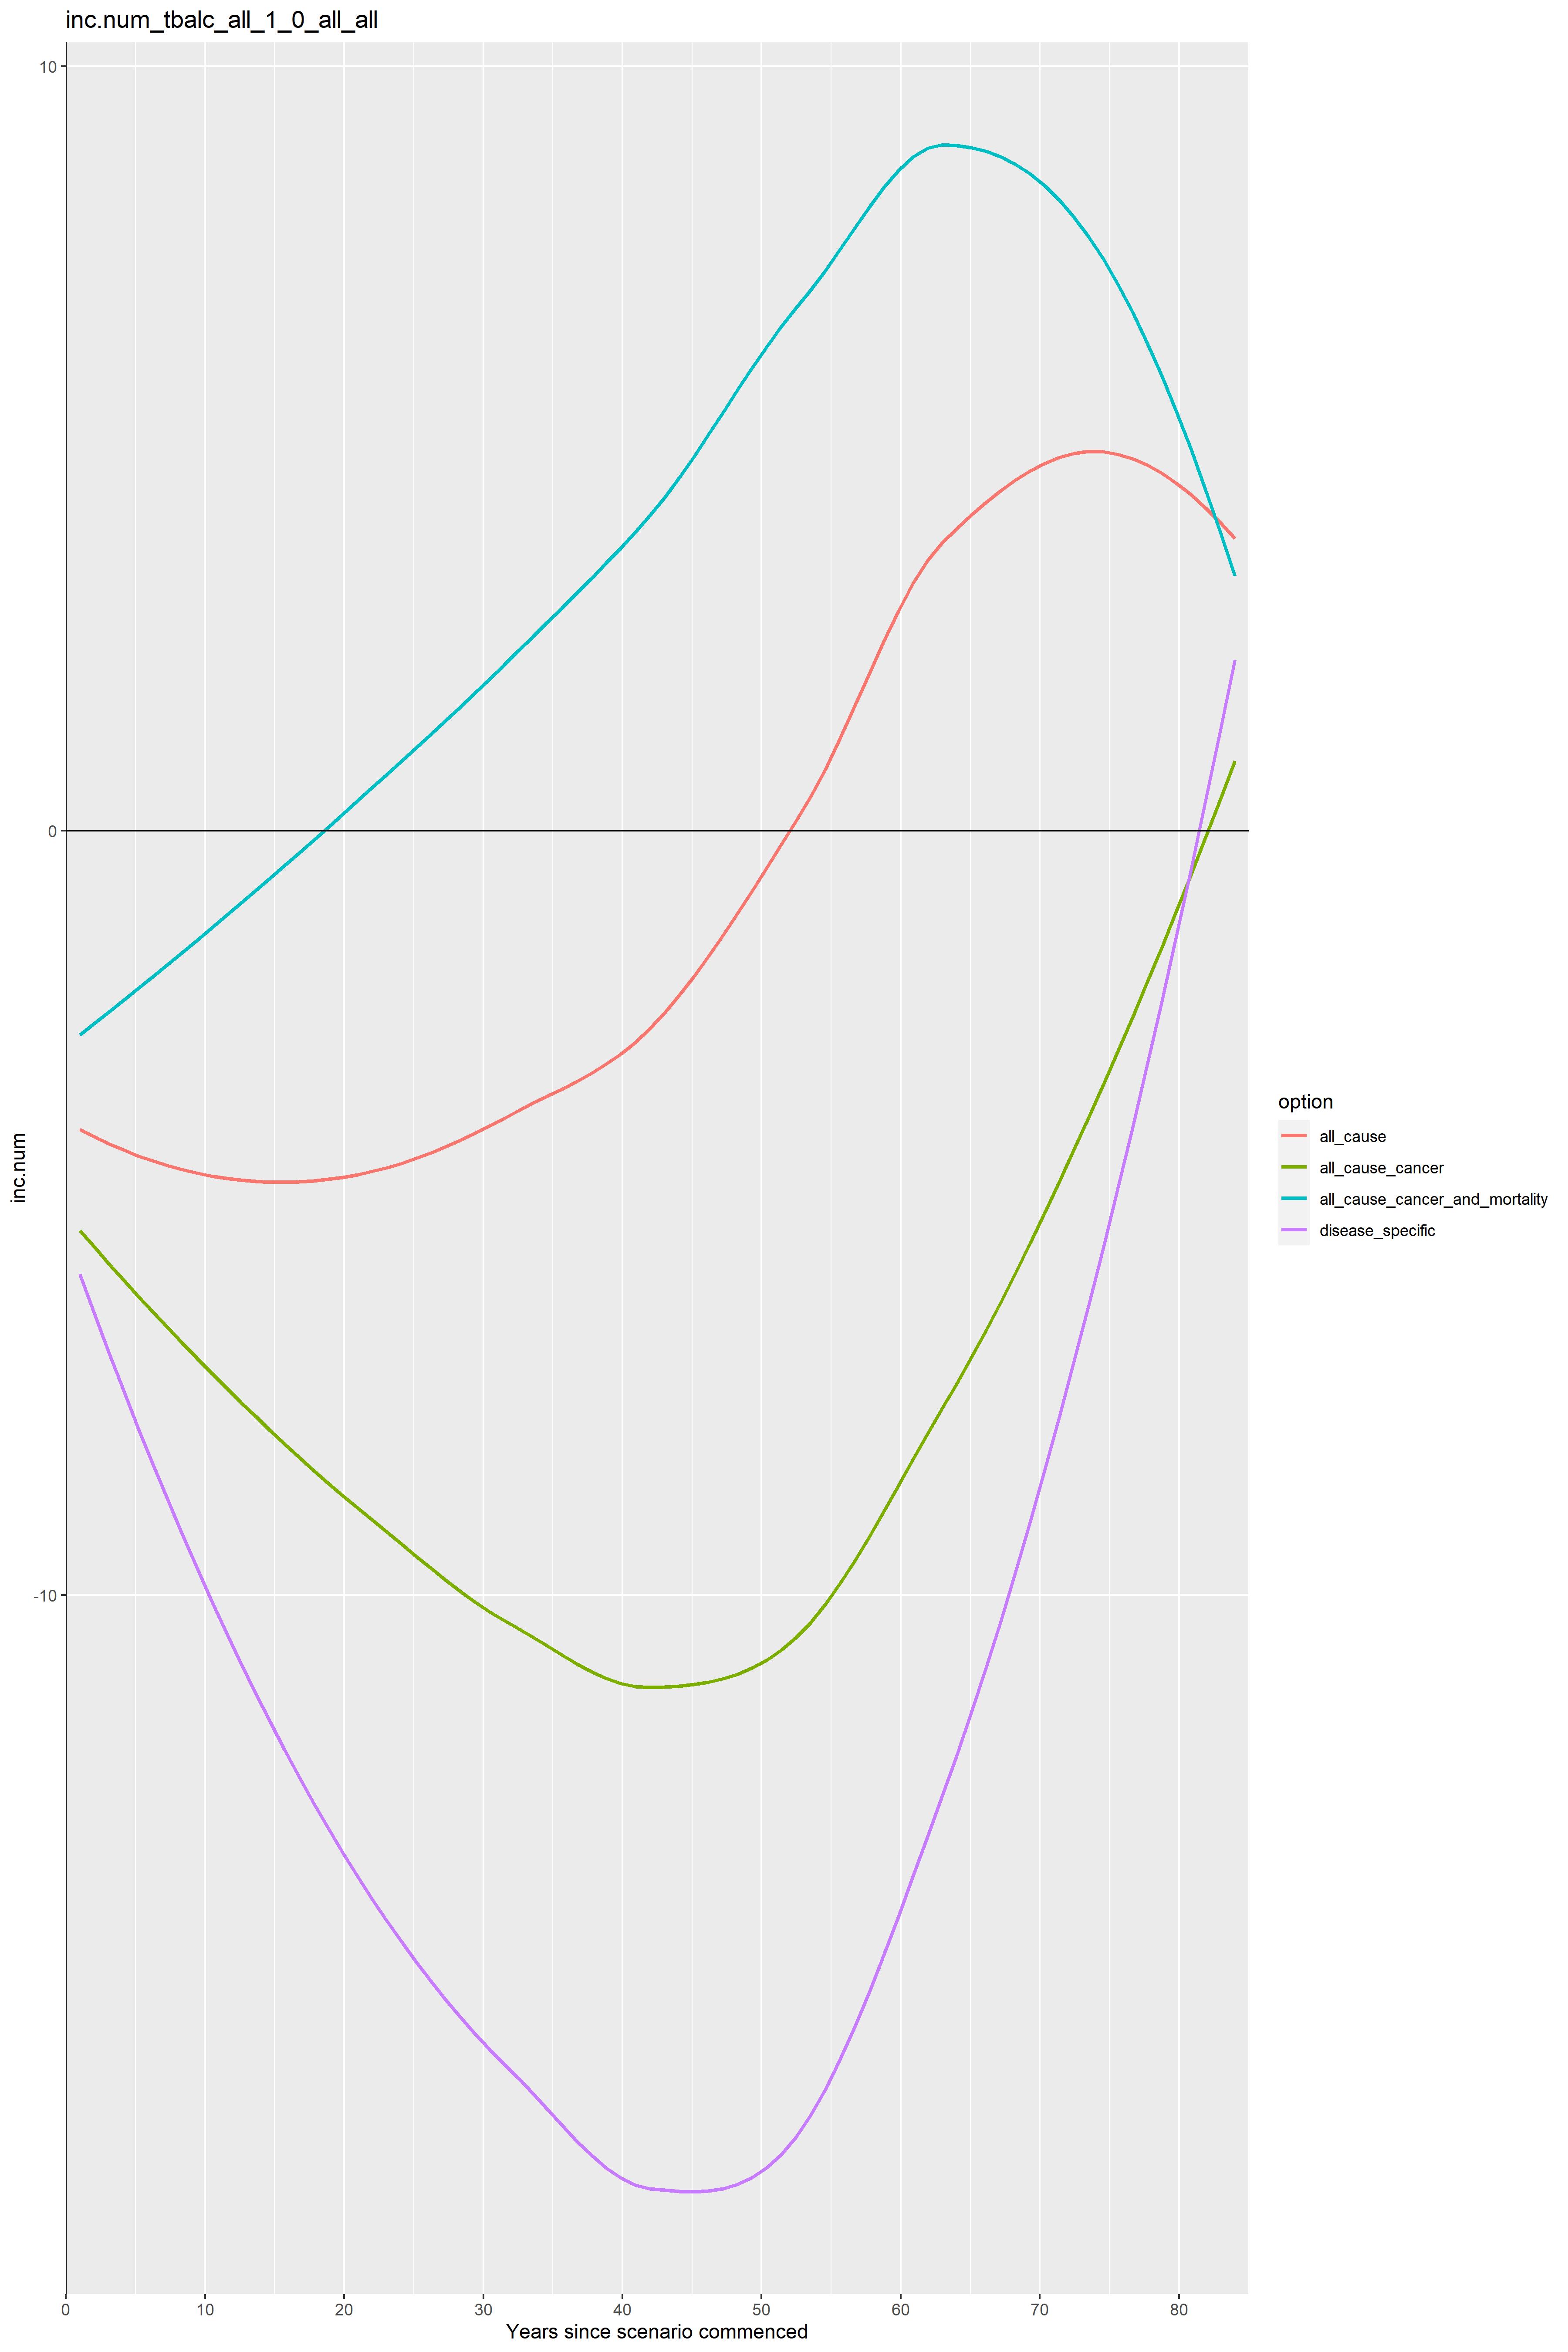 inc.num_tbalc_all_1_0_all_all
10
0
-10
inc.num
0 10 20 30 40 50 60 70 80
Years since scenario commenced
option
all_cause
all_cause_cancer
all_cause_cancer_and_mortality
disease_specific